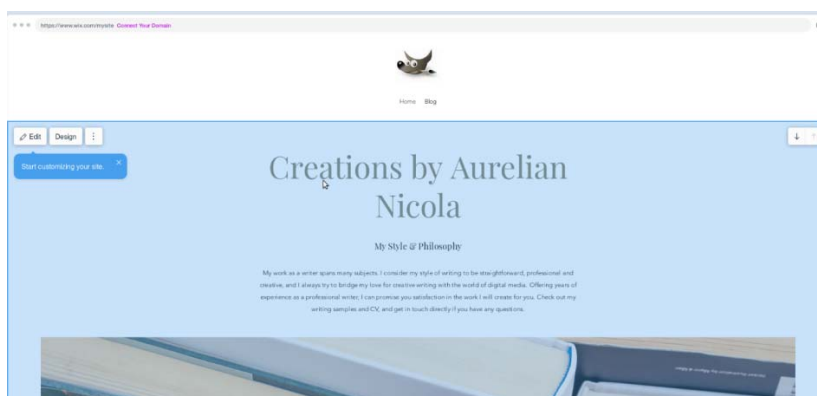 https://www.wix.com/mysite Connect Your Domain
Home Blog
Edit Design
Start customizing your site.
Creations by Aurelian
Nicola
My Style & Philosophy
My work as a writer spans many subjects. I consider my style of writing to be straightforward, professional and
creative, and I always try to bridge my love for creative writing with the world of digital media. Offering years of
experience as a professional writer, I can promise you satisfaction in the work I will create for you. Check out my
writing samples and CV, and get in touch directly if you have any questions.